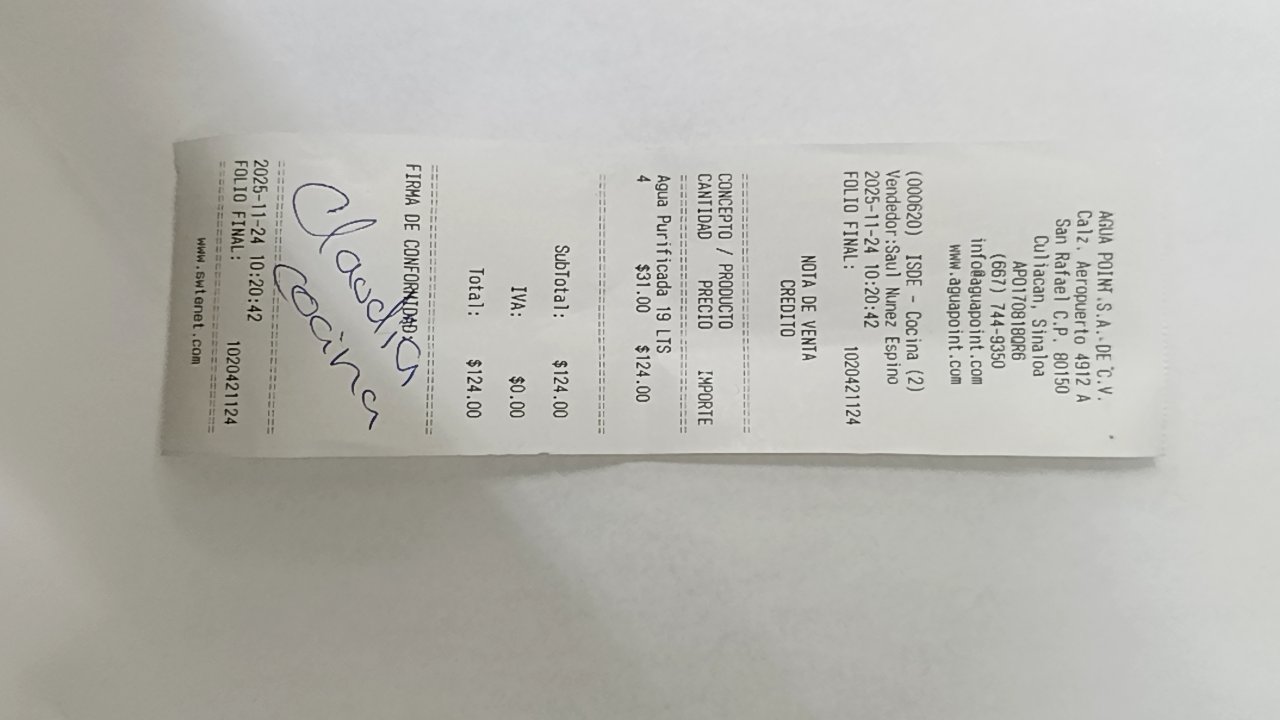 AGUA POINT.S.A. DE C.V.
Calz. Aeropuerto 4912 A
San Rafael C.P. 80150
Culiacan, Sinaloa
APO170818QR6
(667) 744-9350
info@aguapoint.com
www.aguapoint.com
(000620) ISDE - Cocina (2)
Vendedor:Saul Nunez Espino
2025-11-24 10:20:42
FOLIO FINAL: 1020421124
NOTA DE VENTA
CREDITO
CONCEPTO / PRODUCTO
CANTIDAD PRECIO IMPORTE
Agua Purificada 19 LTS
4 $31.00 $124.00
SubTotal: $124.00
IVA: $0.00
Total: $124.00
FIRMA DE CONFORMIDAD
Claudia
Cocina
2025-11-24 10:20:42
FOLIO FINAL: 1020421124
www.swtenet.com